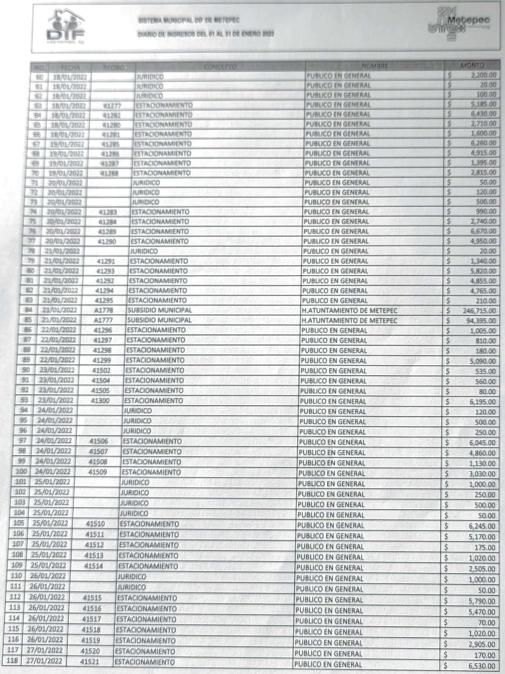 DIF
SISTEMA MUNICIPAL DIF DE METEPEC
DIARIO DE INGRESOS DEL 01 AL 31 DE ENERO 2022
Metepec
NO. FECHA RECIBO CONCEPTO NOMBRE MONTO
60 18/01/2022 JURIDICO PUBLICO EN GENERAL $ 2,200.00
61 18/01/2022 JURIDICO PUBLICO EN GENERAL $ 20.00
62 18/01/2022 JURIDICO PUBLICO EN GENERAL $ 100.00
63 18/01/2022 41277 ESTACIONAMIENTO PUBLICO EN GENERAL $ 5,185.00
64 18/01/2022 41282 ESTACIONAMIENTO PUBLICO EN GENERAL $ 6,430.00
65 18/01/2022 41280 ESTACIONAMIENTO PUBLICO EN GENERAL $ 2,710.00
66 18/01/2022 41281 ESTACIONAMIENTO PUBLICO EN GENERAL $ 1,600.00
67 19/01/2022 41285 ESTACIONAMIENTO PUBLICO EN GENERAL $ 6,260.00
68 19/01/2022 41286 ESTACIONAMIENTO PUBLICO EN GENERAL $ 4,915.00
69 19/01/2022 41287 ESTACIONAMIENTO PUBLICO EN GENERAL $ 1,395.00
70 19/01/2022 41288 ESTACIONAMIENTO PUBLICO EN GENERAL $ 2,815.00
71 20/01/2022 JURIDICO PUBLICO EN GENERAL $ 50.00
72 20/01/2022 JURIDICO PUBLICO EN GENERAL $ 120.00
73 20/01/2022 JURIDICO PUBLICO EN GENERAL $ 500.00
74 20/01/2022 41283 ESTACIONAMIENTO PUBLICO EN GENERAL $ 990.00
75 20/01/2022 41284 ESTACIONAMIENTO PUBLICO EN GENERAL $ 2,740.00
76 20/01/2022 41289 ESTACIONAMIENTO PUBLICO EN GENERAL $ 6,670.00
77 20/01/2022 41290 ESTACIONAMIENTO PUBLICO EN GENERAL $ 4,950.00
78 21/01/2022 JURIDICO PUBLICO EN GENERAL $ 20.00
79 21/01/2022 41291 ESTACIONAMIENTO PUBLICO EN GENERAL $ 1,340.00
80 21/01/2022 41293 ESTACIONAMIENTO PUBLICO EN GENERAL $ 5,820.00
81 21/01/2022 41292 ESTACIONAMIENTO PUBLICO EN GENERAL $ 4,855.00
82 21/01/2022 41294 ESTACIONAMIENTO PUBLICO EN GENERAL $ 4,765.00
83 21/01/2022 41295 ESTACIONAMIENTO PUBLICO EN GENERAL $ 210.00
84 21/01/2022 A1778 SUBSIDIO MUNICIPAL H.ATUNTAMIENTO DE METEPEC $ 246,715.00
85 21/01/2022 A1777 SUBSIDIO MUNICIPAL H.ATUNTAMIENTO DE METEPEC $ 94,395.00
86 22/01/2022 41296 ESTACIONAMIENTO PUBLICO EN GENERAL $ 1,005.00
87 22/01/2022 41297 ESTACIONAMIENTO PUBLICO EN GENERAL $ 810.00
88 22/01/2022 41298 ESTACIONAMIENTO PUBLICO EN GENERAL $ 180.00
89 22/01/2022 41299 ESTACIONAMIENTO PUBLICO EN GENERAL $ 5,090.00
90 23/01/2022 41502 ESTACIONAMIENTO PUBLICO EN GENERAL $ 535.00
91 23/01/2022 41504 ESTACIONAMIENTO PUBLICO EN GENERAL $ 560.00
92 23/01/2022 41505 ESTACIONAMIENTO PUBLICO EN GENERAL $ 80.00
93 23/01/2022 41300 ESTACIONAMIENTO PUBLICO EN GENERAL $ 6,195.00
94 24/01/2022 JURIDICO PUBLICO EN GENERAL $ 120.00
95 24/01/2022 JURIDICO PUBLICO EN GENERAL $ 500.00
96 24/01/2022 JURIDICO PUBLICO EN GENERAL $ 250.00
97 24/01/2022 41506 ESTACIONAMIENTO PUBLICO EN GENERAL $ 6,045.00
98 24/01/2022 41507 ESTACIONAMIENTO PUBLICO EN GENERAL $ 4,860.00
99 24/01/2022 41508 ESTACIONAMIENTO PUBLICO EN GENERAL $ 1,130.00
100 24/01/2022 41509 ESTACIONAMIENTO PUBLICO EN GENERAL $ 3,030.00
101 25/01/2022 JURIDICO PUBLICO EN GENERAL $ 1,000.00
102 25/01/2022 JURIDICO PUBLICO EN GENERAL $ 250.00
103 25/01/2022 JURIDICO PUBLICO EN GENERAL $ 500.00
104 25/01/2022 JURIDICO PUBLICO EN GENERAL $ 50.00
105 25/01/2022 41510 ESTACIONAMIENTO PUBLICO EN GENERAL $ 6,245.00
106 25/01/2022 41511 ESTACIONAMIENTO PUBLICO EN GENERAL $ 5,170.00
107 25/01/2022 41512 ESTACIONAMIENTO PUBLICO EN GENERAL $ 175.00
108 25/01/2022 41513 ESTACIONAMIENTO PUBLICO EN GENERAL $ 1,020.00
109 25/01/2022 41514 ESTACIONAMIENTO PUBLICO EN GENERAL $ 2,505.00
110 26/01/2022 JURIDICO PUBLICO EN GENERAL $ 1,000.00
111 26/01/2022 JURIDICO PUBLICO EN GENERAL $ 50.00
112 26/01/2022 41515 ESTACIONAMIENTO PUBLICO EN GENERAL $ 5,790.00
113 26/01/2022 41516 ESTACIONAMIENTO PUBLICO EN GENERAL $ 5,470.00
114 26/01/2022 41517 ESTACIONAMIENTO PUBLICO EN GENERAL $ 70.00
115 26/01/2022 41518 ESTACIONAMIENTO PUBLICO EN GENERAL $ 1,020.00
116 26/01/2022 41519 ESTACIONAMIENTO PUBLICO EN GENERAL $ 2,905.00
117 27/01/2022 41520 ESTACIONAMIENTO PUBLICO EN GENERAL $ 170.00
118 27/01/2022 41521 ESTACIONAMIENTO PUBLICO EN GENERAL $ 6,530.00